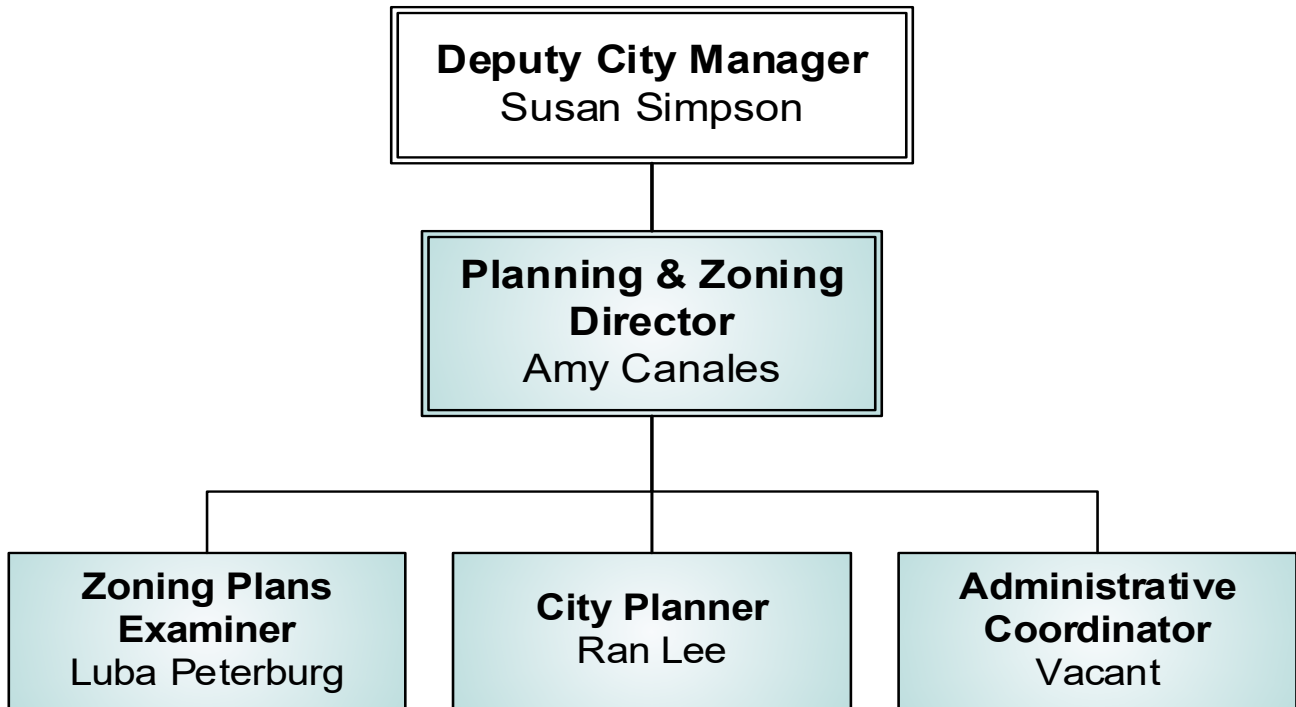 Deputy City Manager
Susan Simpson
Planning & Zoning
Director
Amy Canales
Zoning Plans
Examiner
Luba Peterburg
City Planner
Ran Lee
Administrative
Coordinator
Vacant